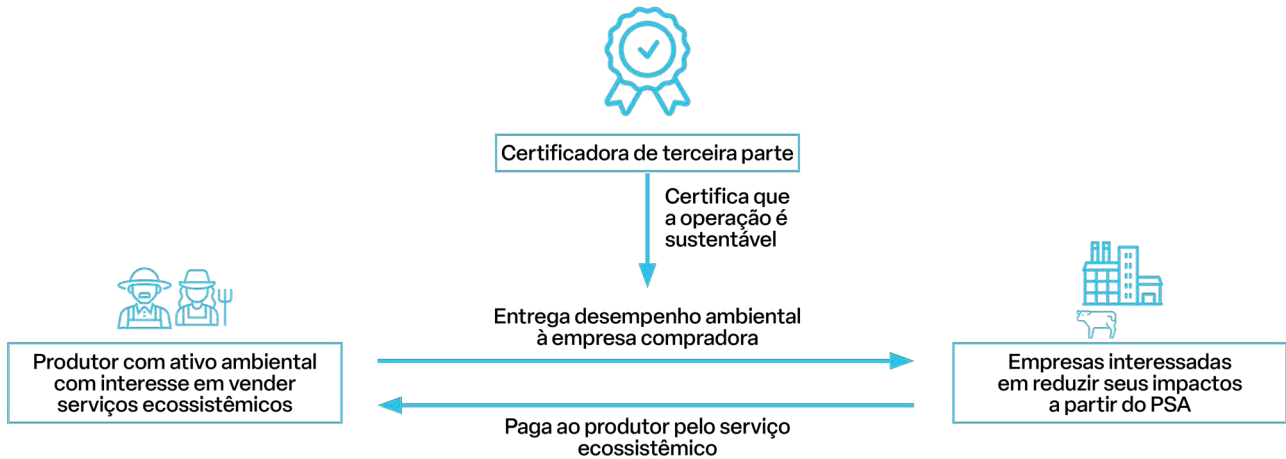 Certificadora de terceira parte
Certifica que
a operação é
sustentável
Entrega desempenho ambiental
à empresa compradora
Produtor com ativo ambiental
com interesse em vender
serviços ecossistêmicos
Empresas interessadas
em reduzir seus impactos
a partir do PSA
Paga ao produtor pelo serviço
ecossistêmico